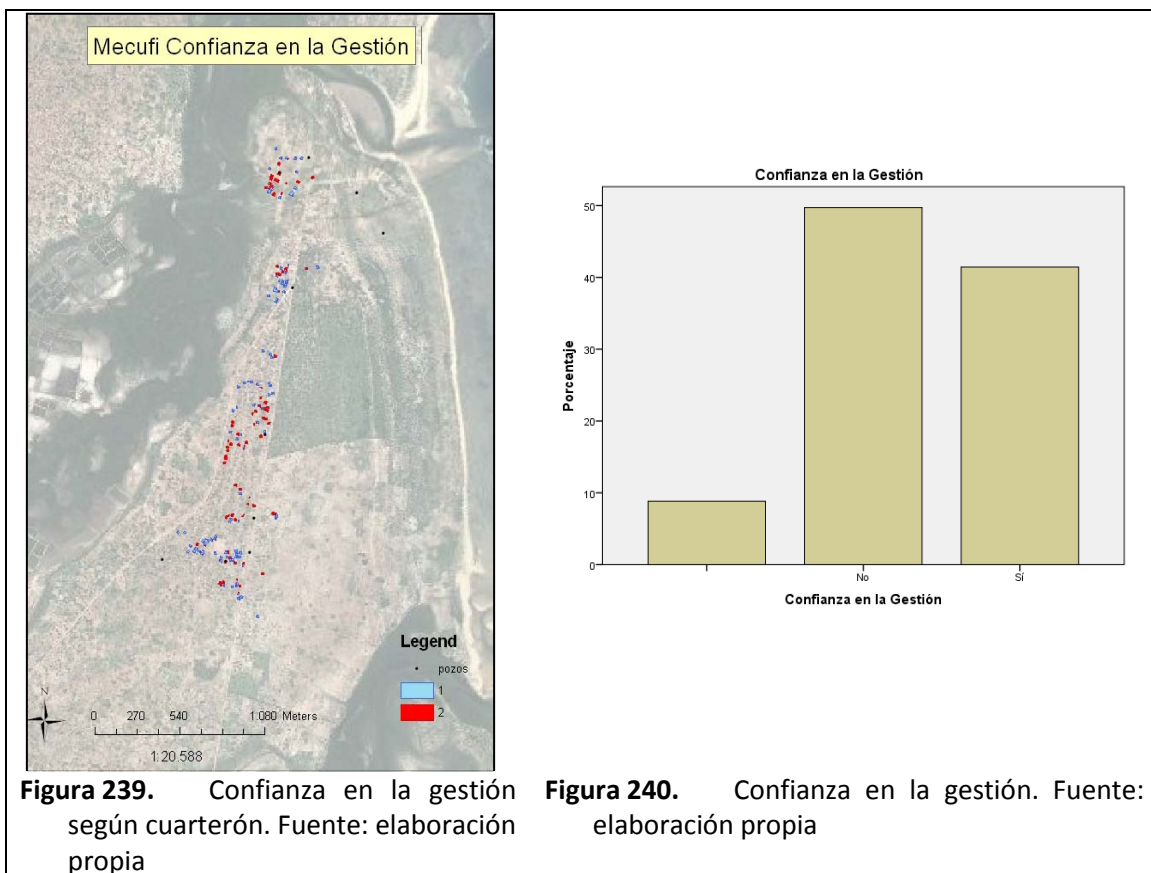 Mecufi Confianza en la Gestión
Legend
pozos
1
2
N
0 270 540 1.080 Meters
1:20.588
Confianza en la Gestión
50
40
30
20
10
0
Porcentaje
No Sí
Confianza en la Gestión
Figura 239. Confianza en la gestión
según cuarterón. Fuente: elaboración
propia
Figura 240. Confianza en la gestión. Fuente:
elaboración propia